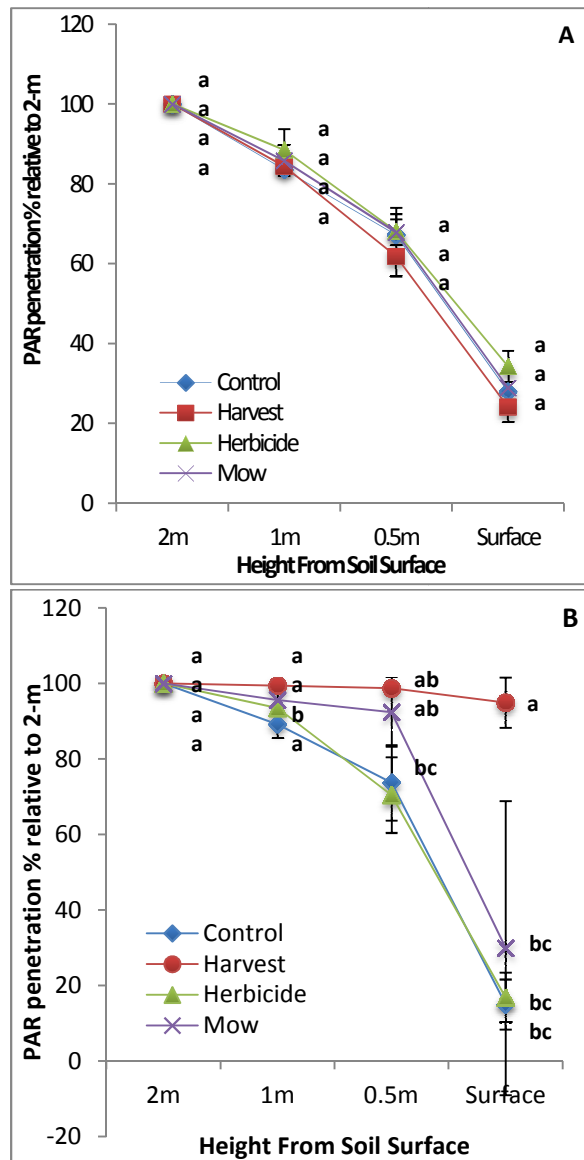 A
120
100
80
60
40
20
0
PAR penetration% relative to 2-m
a
a
a
a
a
a
a
a
a
a
a
a
a
a
Control
Harvest
Herbicide
Mow
2m 1m 0.5m Surface
Height From Soil Surface
B
120
100
80
60
40
20
0
-20
PAR penetration % relative to 2-m
a
a
a
a
a
a
b
a
ab
ab
bc
a
bc
bc
bc
Control
Harvest
Herbicide
Mow
2m 1m 0.5m Surface
Height From Soil Surface